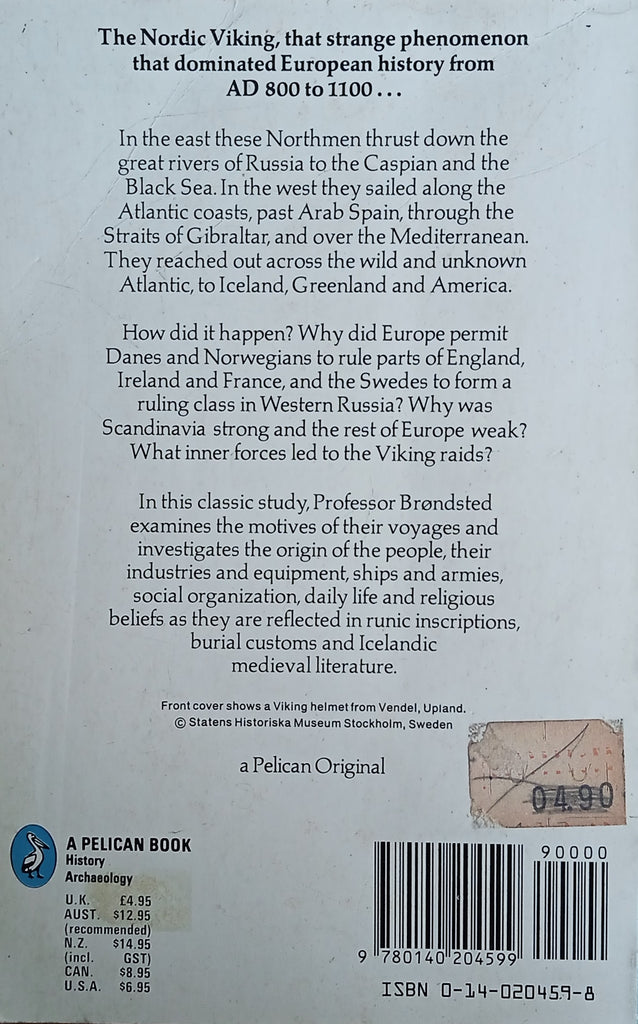 The Nordic Viking, that strange phenomenon
that dominated European history from
AD 800 to 1100...
In the east these Northmen thrust down the
great rivers of Russia to the Caspian and the
Black Sea. In the west they sailed along the
Atlantic coasts, past Arab Spain, through the
Straits of Gibraltar, and over the Mediterranean.
They reached out across the wild and unknown
Atlantic, to Iceland, Greenland and America.
How did it happen? Why did Europe permit
Danes and Norwegians to rule parts of England,
Ireland and France, and the Swedes to form a
ruling class in Western Russia? Why was
Scandinavia strong and the rest of Europe weak?
What inner forces led to the Viking raids?
In this classic study, Professor Brøndsted
examines the motives of their voyages and
investigates the origin of the people, their
industries and equipment, ships and armies,
social organization, daily life and religious
beliefs as they are reflected in runic inscriptions,
burial customs and Icelandic
medieval literature.
Front cover shows a Viking helmet from Vendel, Upland.
© Statens Historiska Museum Stockholm, Sweden
a Pelican Original
04.90
A PELICAN BOOK
History
Archaeology
U.K. £4.95
AUST. $12.95
(recommended)
N.Z. $14.95
(incl. GST)
CAN. $8.95
U.S.A. $6.95
90000
9 780140 204599
ISBN 0-14-020459-8